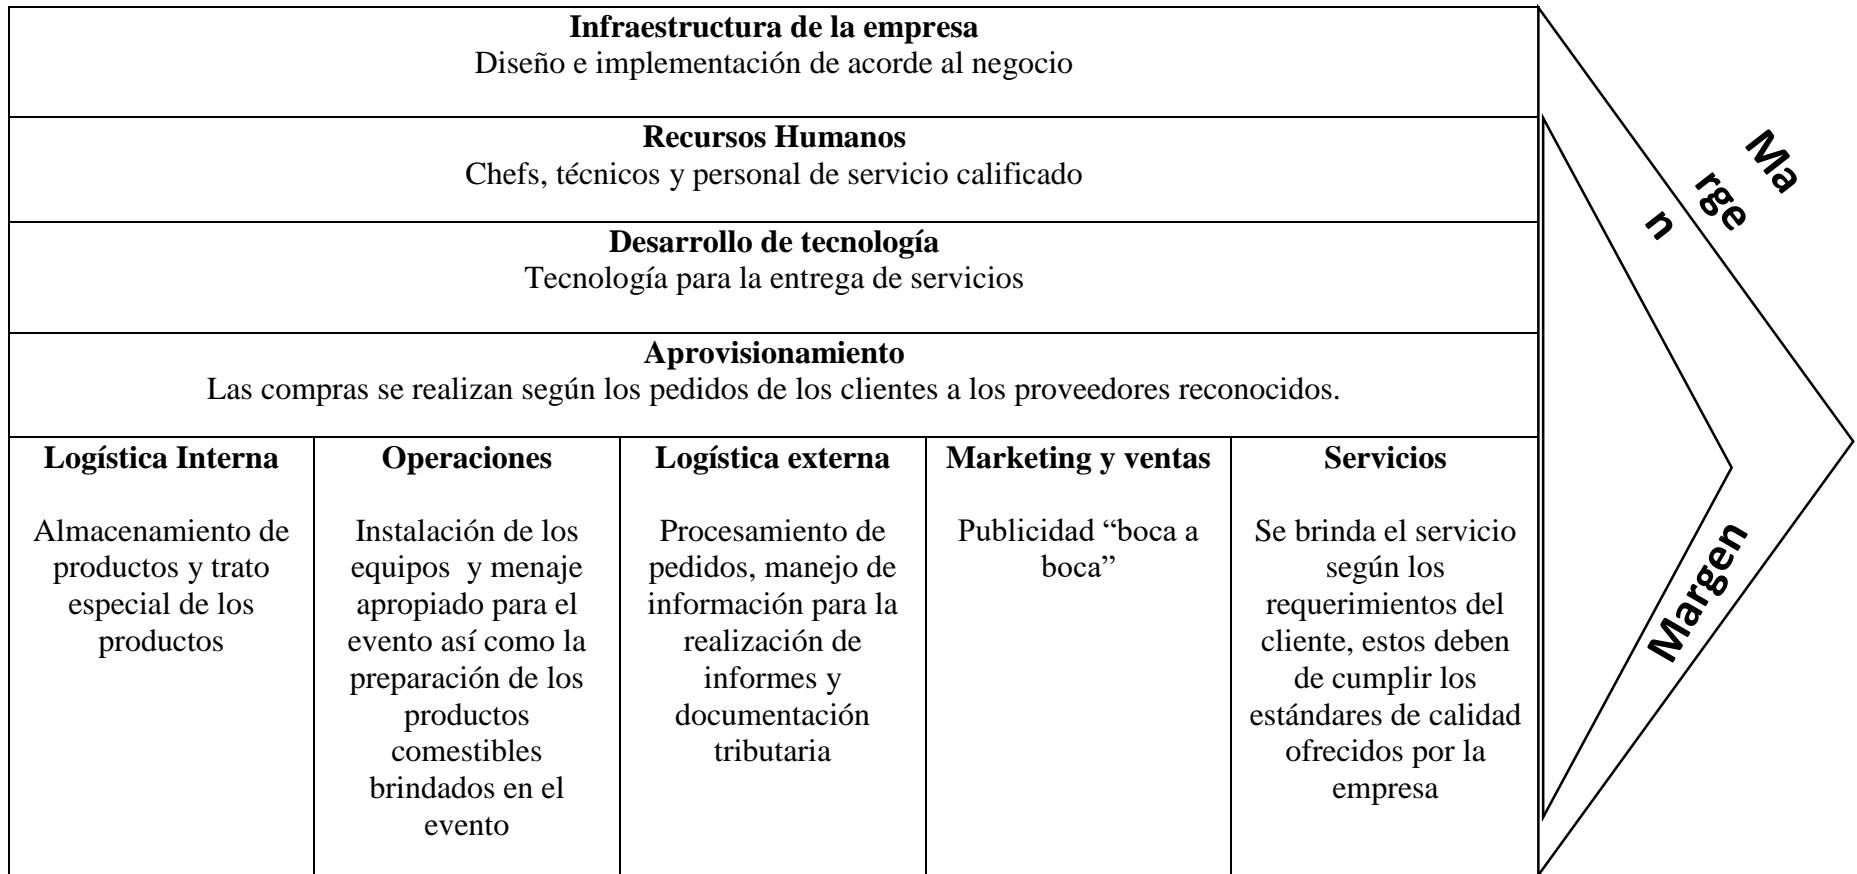 Infraestructura de la empresa
Diseño e implementación de acorde al negocio
Recursos Humanos
Chefs, técnicos y personal de servicio calificado
Desarrollo de tecnología
Tecnología para la entrega de servicios
Aprovisionamiento
Las compras se realizan según los pedidos de los clientes a los proveedores reconocidos.
Logística Interna
Almacenamiento de
productos y trato
especial de los
productos
Operaciones
Instalación de los
equipos  y menaje
apropiado para el
evento así como la
preparación de los
productos
comestibles
brindados en el
evento
Logística externa
Procesamiento de
pedidos, manejo de
información para la
realización de
informes y
documentación
tributaria
Marketing y ventas
Publicidad “boca a
boca”
Servicios
Se brinda el servicio
según los
requerimientos del
cliente, estos deben
de cumplir los
estándares de calidad
ofrecidos por la
empresa
Ma
rge
n
Margen